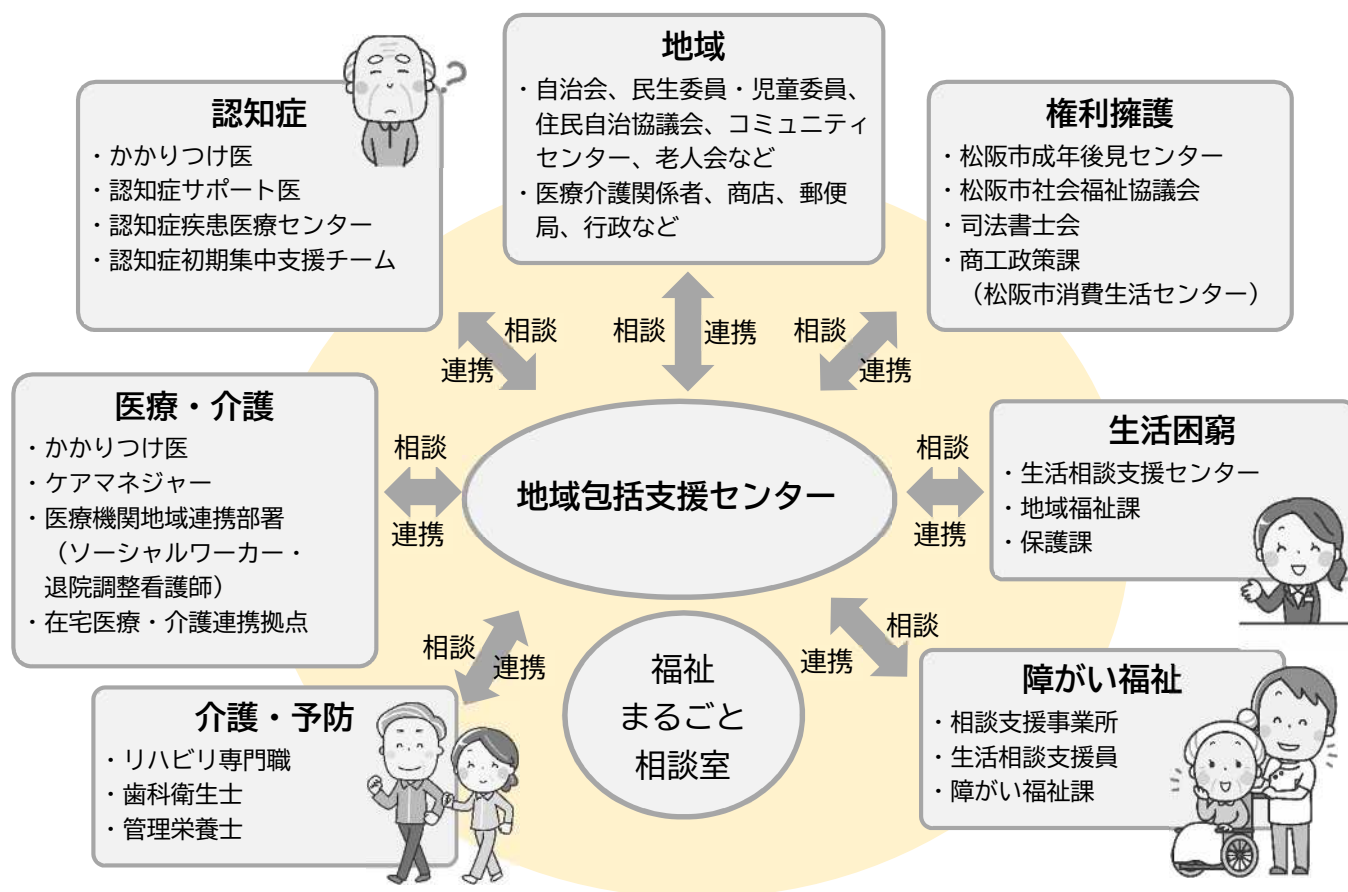 地域
・自治会、民生委員・児童委員、
住民自治協議会、コミュニティ
センター、老人会など
・医療介護関係者、商店、郵便
局、行政など
認知症
・かかりつけ医
・認知症サポート医
・認知症疾患医療センター
・認知症初期集中支援チーム
権利擁護
・松阪市成年後見センター
・松阪市社会福祉協議会
・司法書士会
・商工政策課
（松阪市消費生活センター）
相談
連携
相談
連携
相談
連携
医療・介護
・かかりつけ医
・ケアマネジャー
・医療機関地域連携部署
（ソーシャルワーカー・
退院調整看護師）
・在宅医療・介護連携拠点
相談
連携
地域包括支援センター
相談
連携
生活困窮
・生活相談支援センター
・地域福祉課
・保護課
相談
連携
福祉
まるごと
相談室
相談
連携
介護・予防
・リハビリ専門職
・歯科衛生士
・管理栄養士
障がい福祉
・相談支援事業所
・生活相談支援員
・障がい福祉課